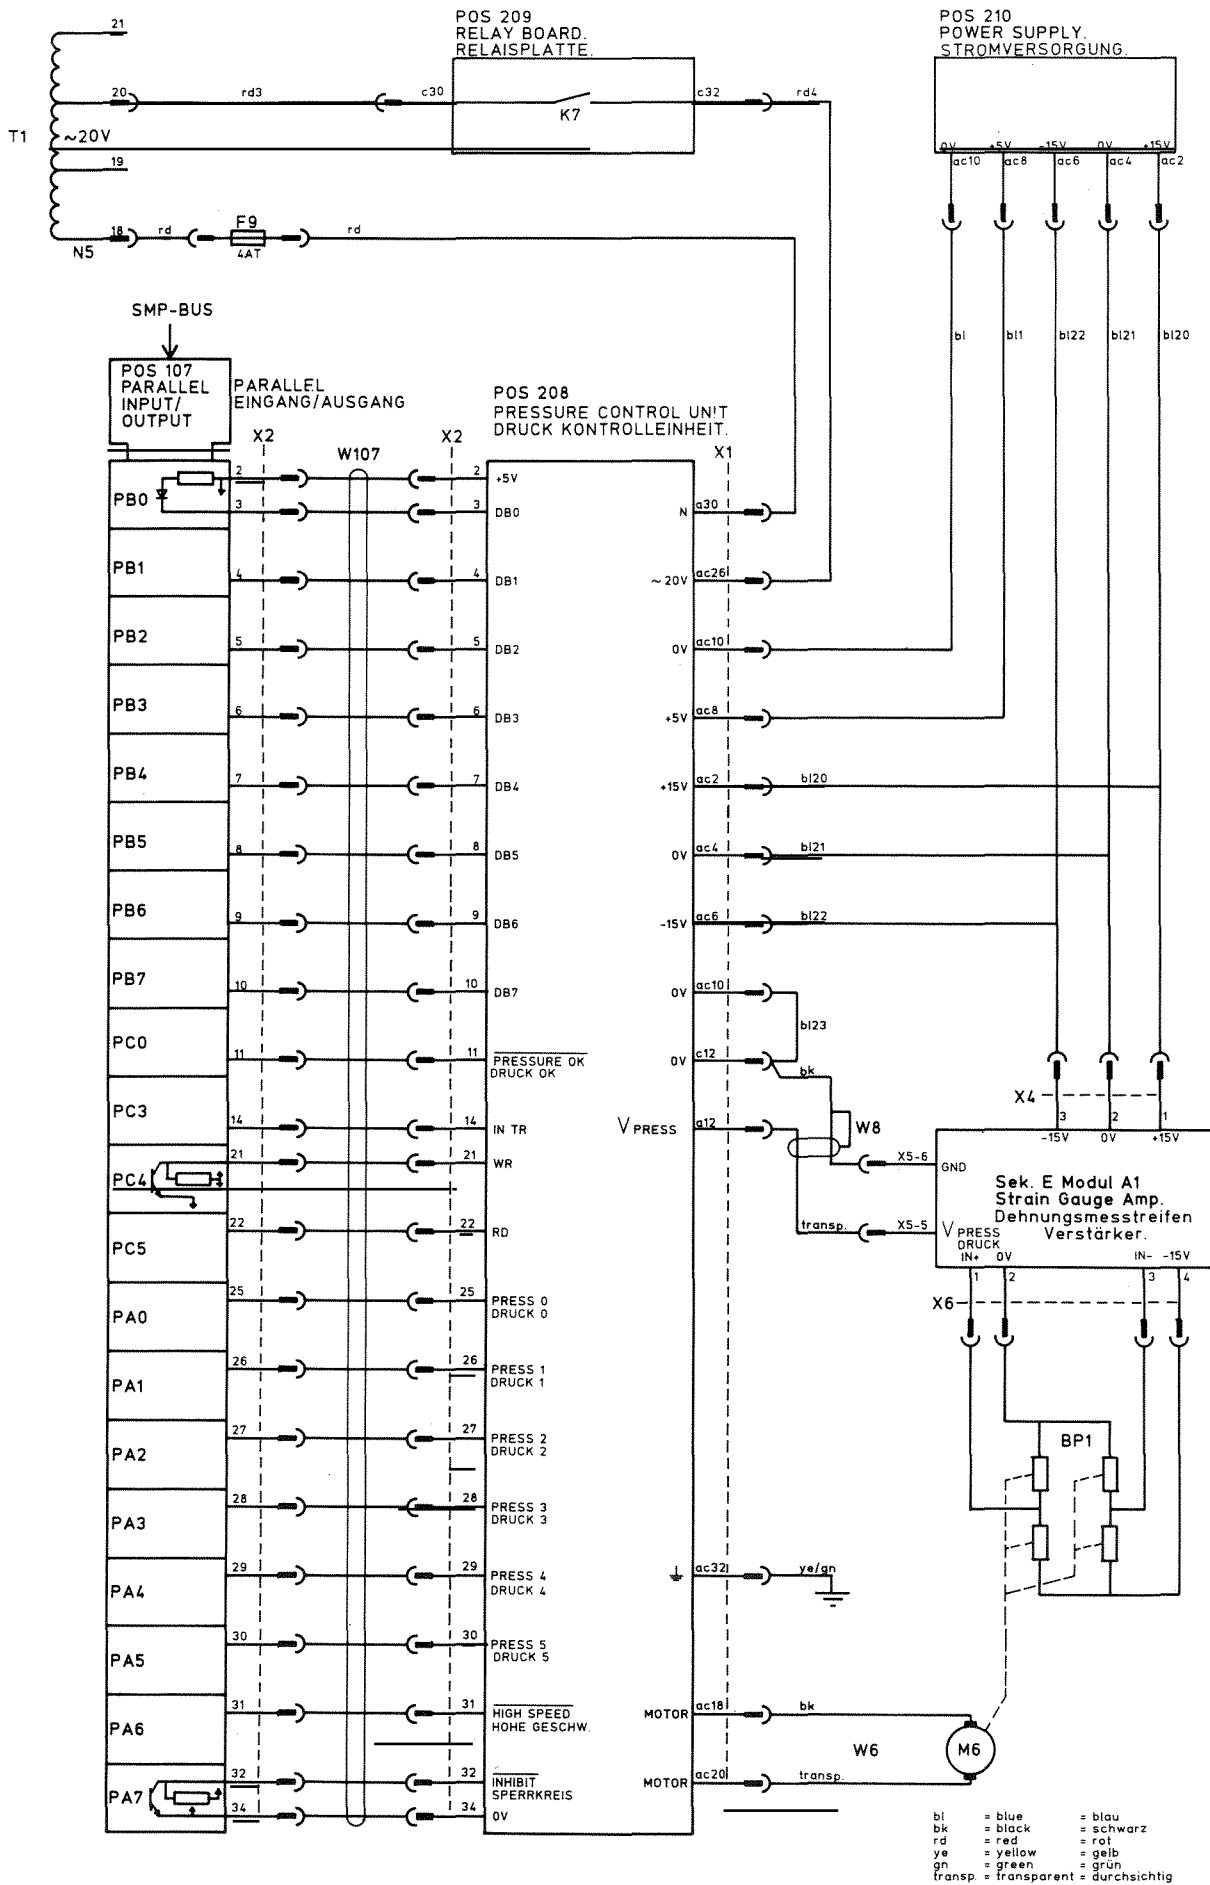 POS 209
RELAY BOARD.
RELAISPLATTE.
POS 210
POWER SUPPLY.
STROMVERSORGUNG.
21
20
rd3
c30
K7
c32
rd4
T1
~20V
19
18
rd
F9
4AT
rd
N5
0V +5V -15V 0V +15V
ac10 ac8 ac6 ac4 ac2
bl bl1 bl22 bl21 bl20
SMP-BUS
POS 107
PARALLEL
INPUT/
OUTPUT
PARALLEL
EINGANG/AUSGANG
POS 208
PRESSURE CONTROL UNIT
DRUCK KONTROLLEINHEIT.
X2
W107
X2
X1
PB0
2 2 +5V
3 3 DB0
N a30
PB1
4 4 DB1
~20V ac26
PB2
5 5 DB2
0V ac10
PB3
6 6 DB3
+5V ac8
PB4
7 7 DB4
+15V ac2 bl20
PB5
8 8 DB5
0V ac4 bl21
PB6
9 9 DB6
-15V ac6 bl22
PB7
10 10 DB7
0V ac10
bl23
PC0
11 11 PRESSURE OK
DRUCK OK
0V c12
bk
PC3
14 14 IN TR
V PRESS a12
W8
X4
3 2 1
-15V 0V +15V
PC4
21 21 WR
X5-6 GND
Sek. E Modul A1
Strain Gauge Amp.
Dehnungsmesstreifen
Verstärker.
PC5
22 22 RD
transp. X5-5
V PRESS
DRUCK
IN+ 0V IN- -15V
1 2 3 4
X6
PA0
25 25 PRESS 0
DRUCK 0
PA1
26 26 PRESS 1
DRUCK 1
PA2
27 27 PRESS 2
DRUCK 2
BP1
PA3
28 28 PRESS 3
DRUCK 3
PA4
29 29 PRESS 4
DRUCK 4
ac32 ye/gn
PA5
30 30 PRESS 5
DRUCK 5
PA6
31 31 HIGH SPEED
HOHE GESCHW.
MOTOR ac18 bk
W6
M6
PA7
32 32 INHIBIT
SPERRKREIS
34 34 0V
MOTOR ac20 transp.
bl = blue = blau
bk = black = schwarz
rd = red = rot
ye = yellow = gelb
gn = green = grün
transp. = transparent = durchsichtig